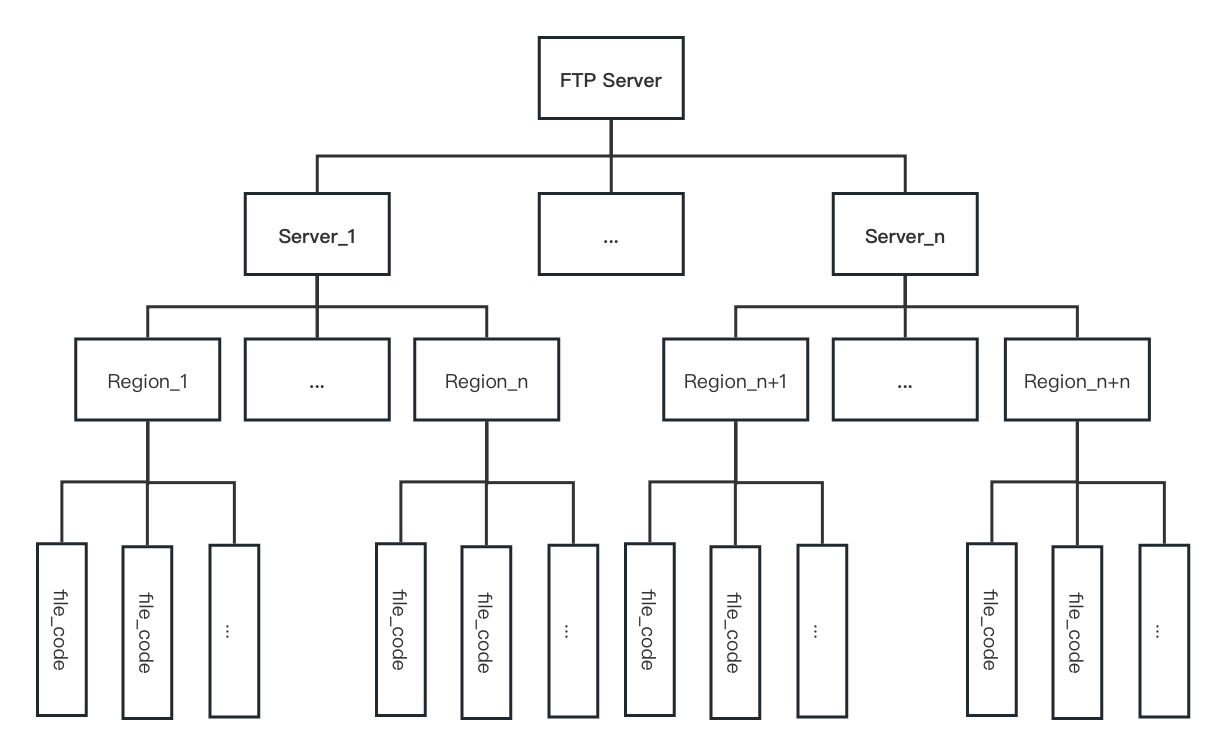 FTP Server
Server_1
...
Server_n
Region_1
...
Region_n
Region_n+1
...
Region_n+n
file_code
file_code
...
file_code
file_code
...
file_code
file_code
...
file_code
file_code
...